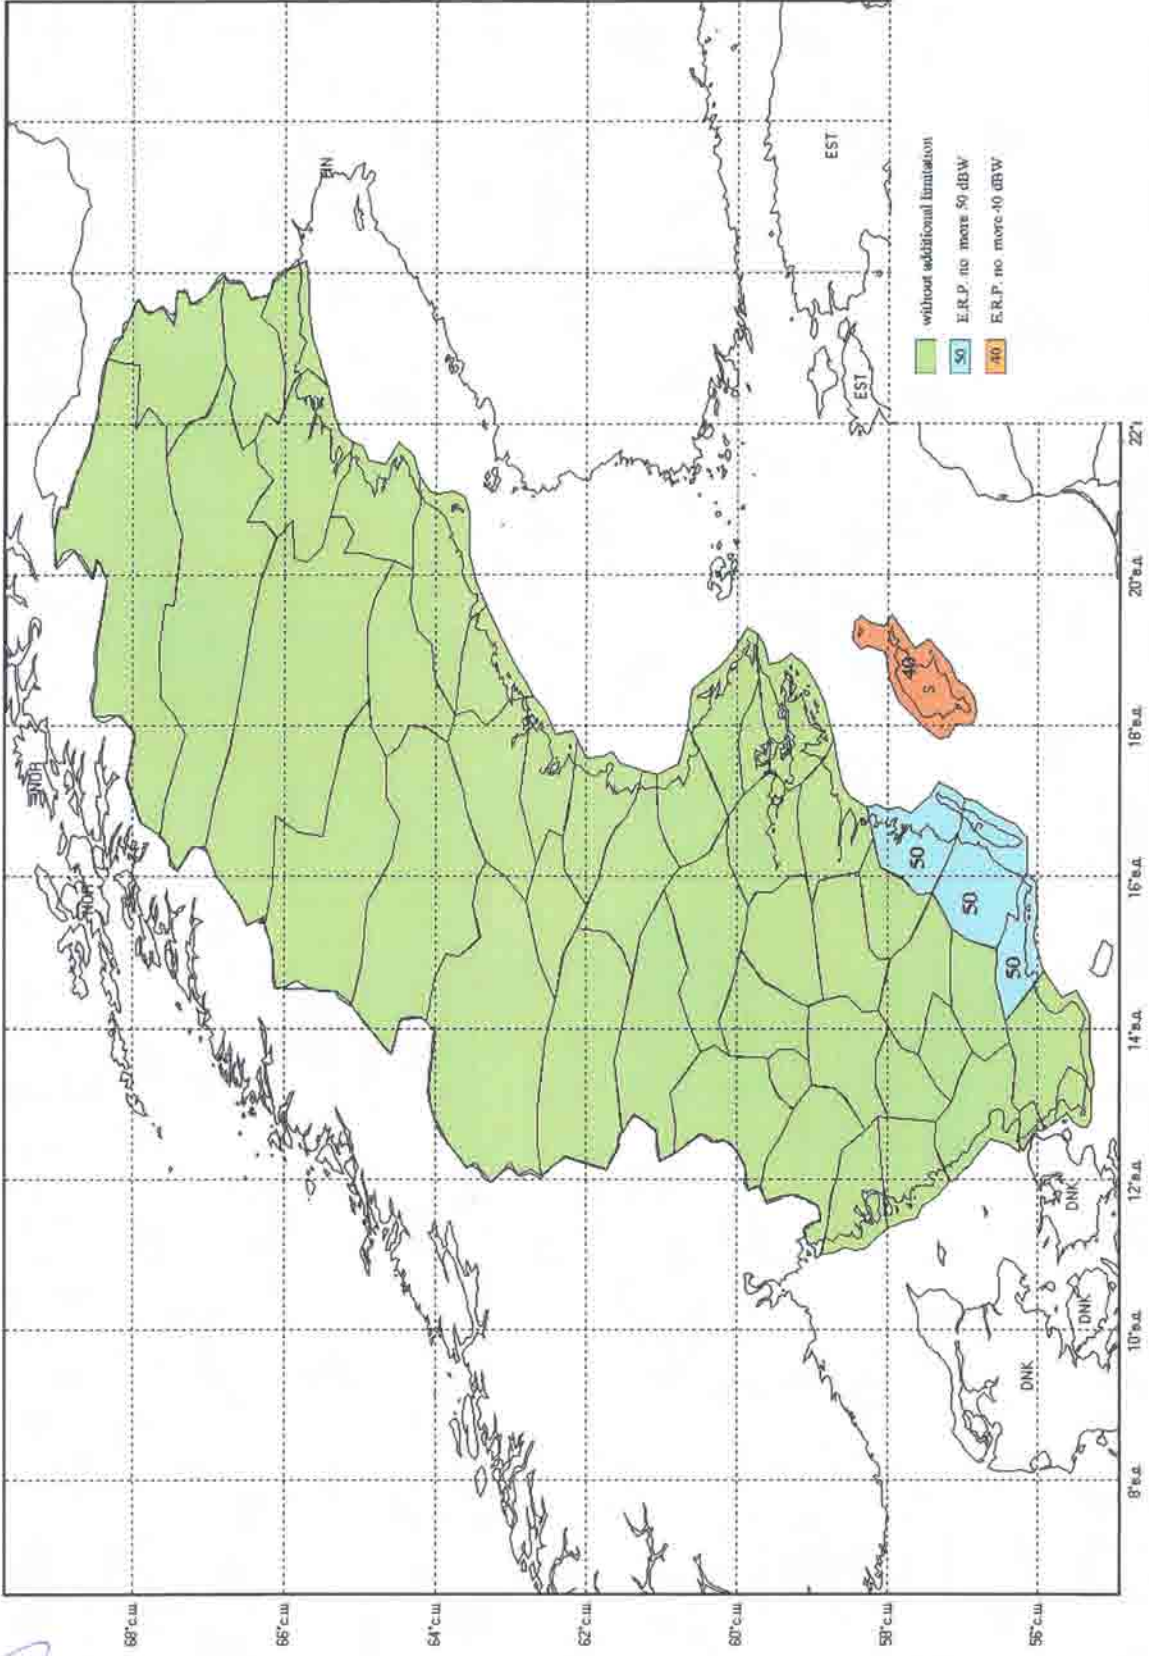 68°с.ш.
66°с.ш.
64°с.ш.
62°с.ш.
60°с.ш.
58°с.ш.
56°с.ш.
8°в.д.
10°в.д.
12°в.д.
14°в.д.
16°в.д.
18°в.д.
20°в.д.
22°
FIN
EST
EST
DNK
DNK
DNK
50
50
50
40
S
without additional limitation
50 E.R.P. no more 50 dBW
40 E.R.P. no more 40 dBW